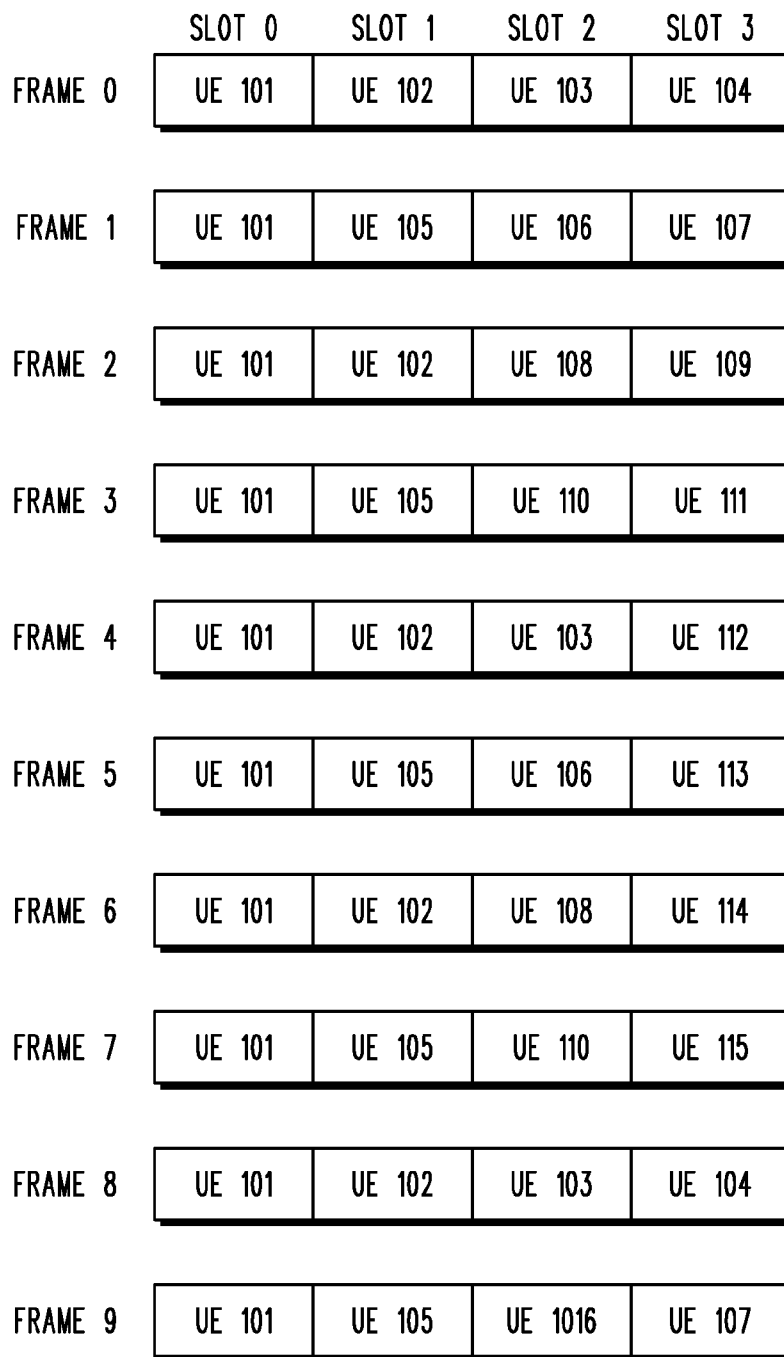 SLOT 0 SLOT 1 SLOT 2 SLOT 3
FRAME 0 UE 101 UE 102 UE 103 UE 104
FRAME 1 UE 101 UE 105 UE 106 UE 107
FRAME 2 UE 101 UE 102 UE 108 UE 109
FRAME 3 UE 101 UE 105 UE 110 UE 111
FRAME 4 UE 101 UE 102 UE 103 UE 112
FRAME 5 UE 101 UE 105 UE 106 UE 113
FRAME 6 UE 101 UE 102 UE 108 UE 114
FRAME 7 UE 101 UE 105 UE 110 UE 115
FRAME 8 UE 101 UE 102 UE 103 UE 104
FRAME 9 UE 101 UE 105 UE 1016 UE 107